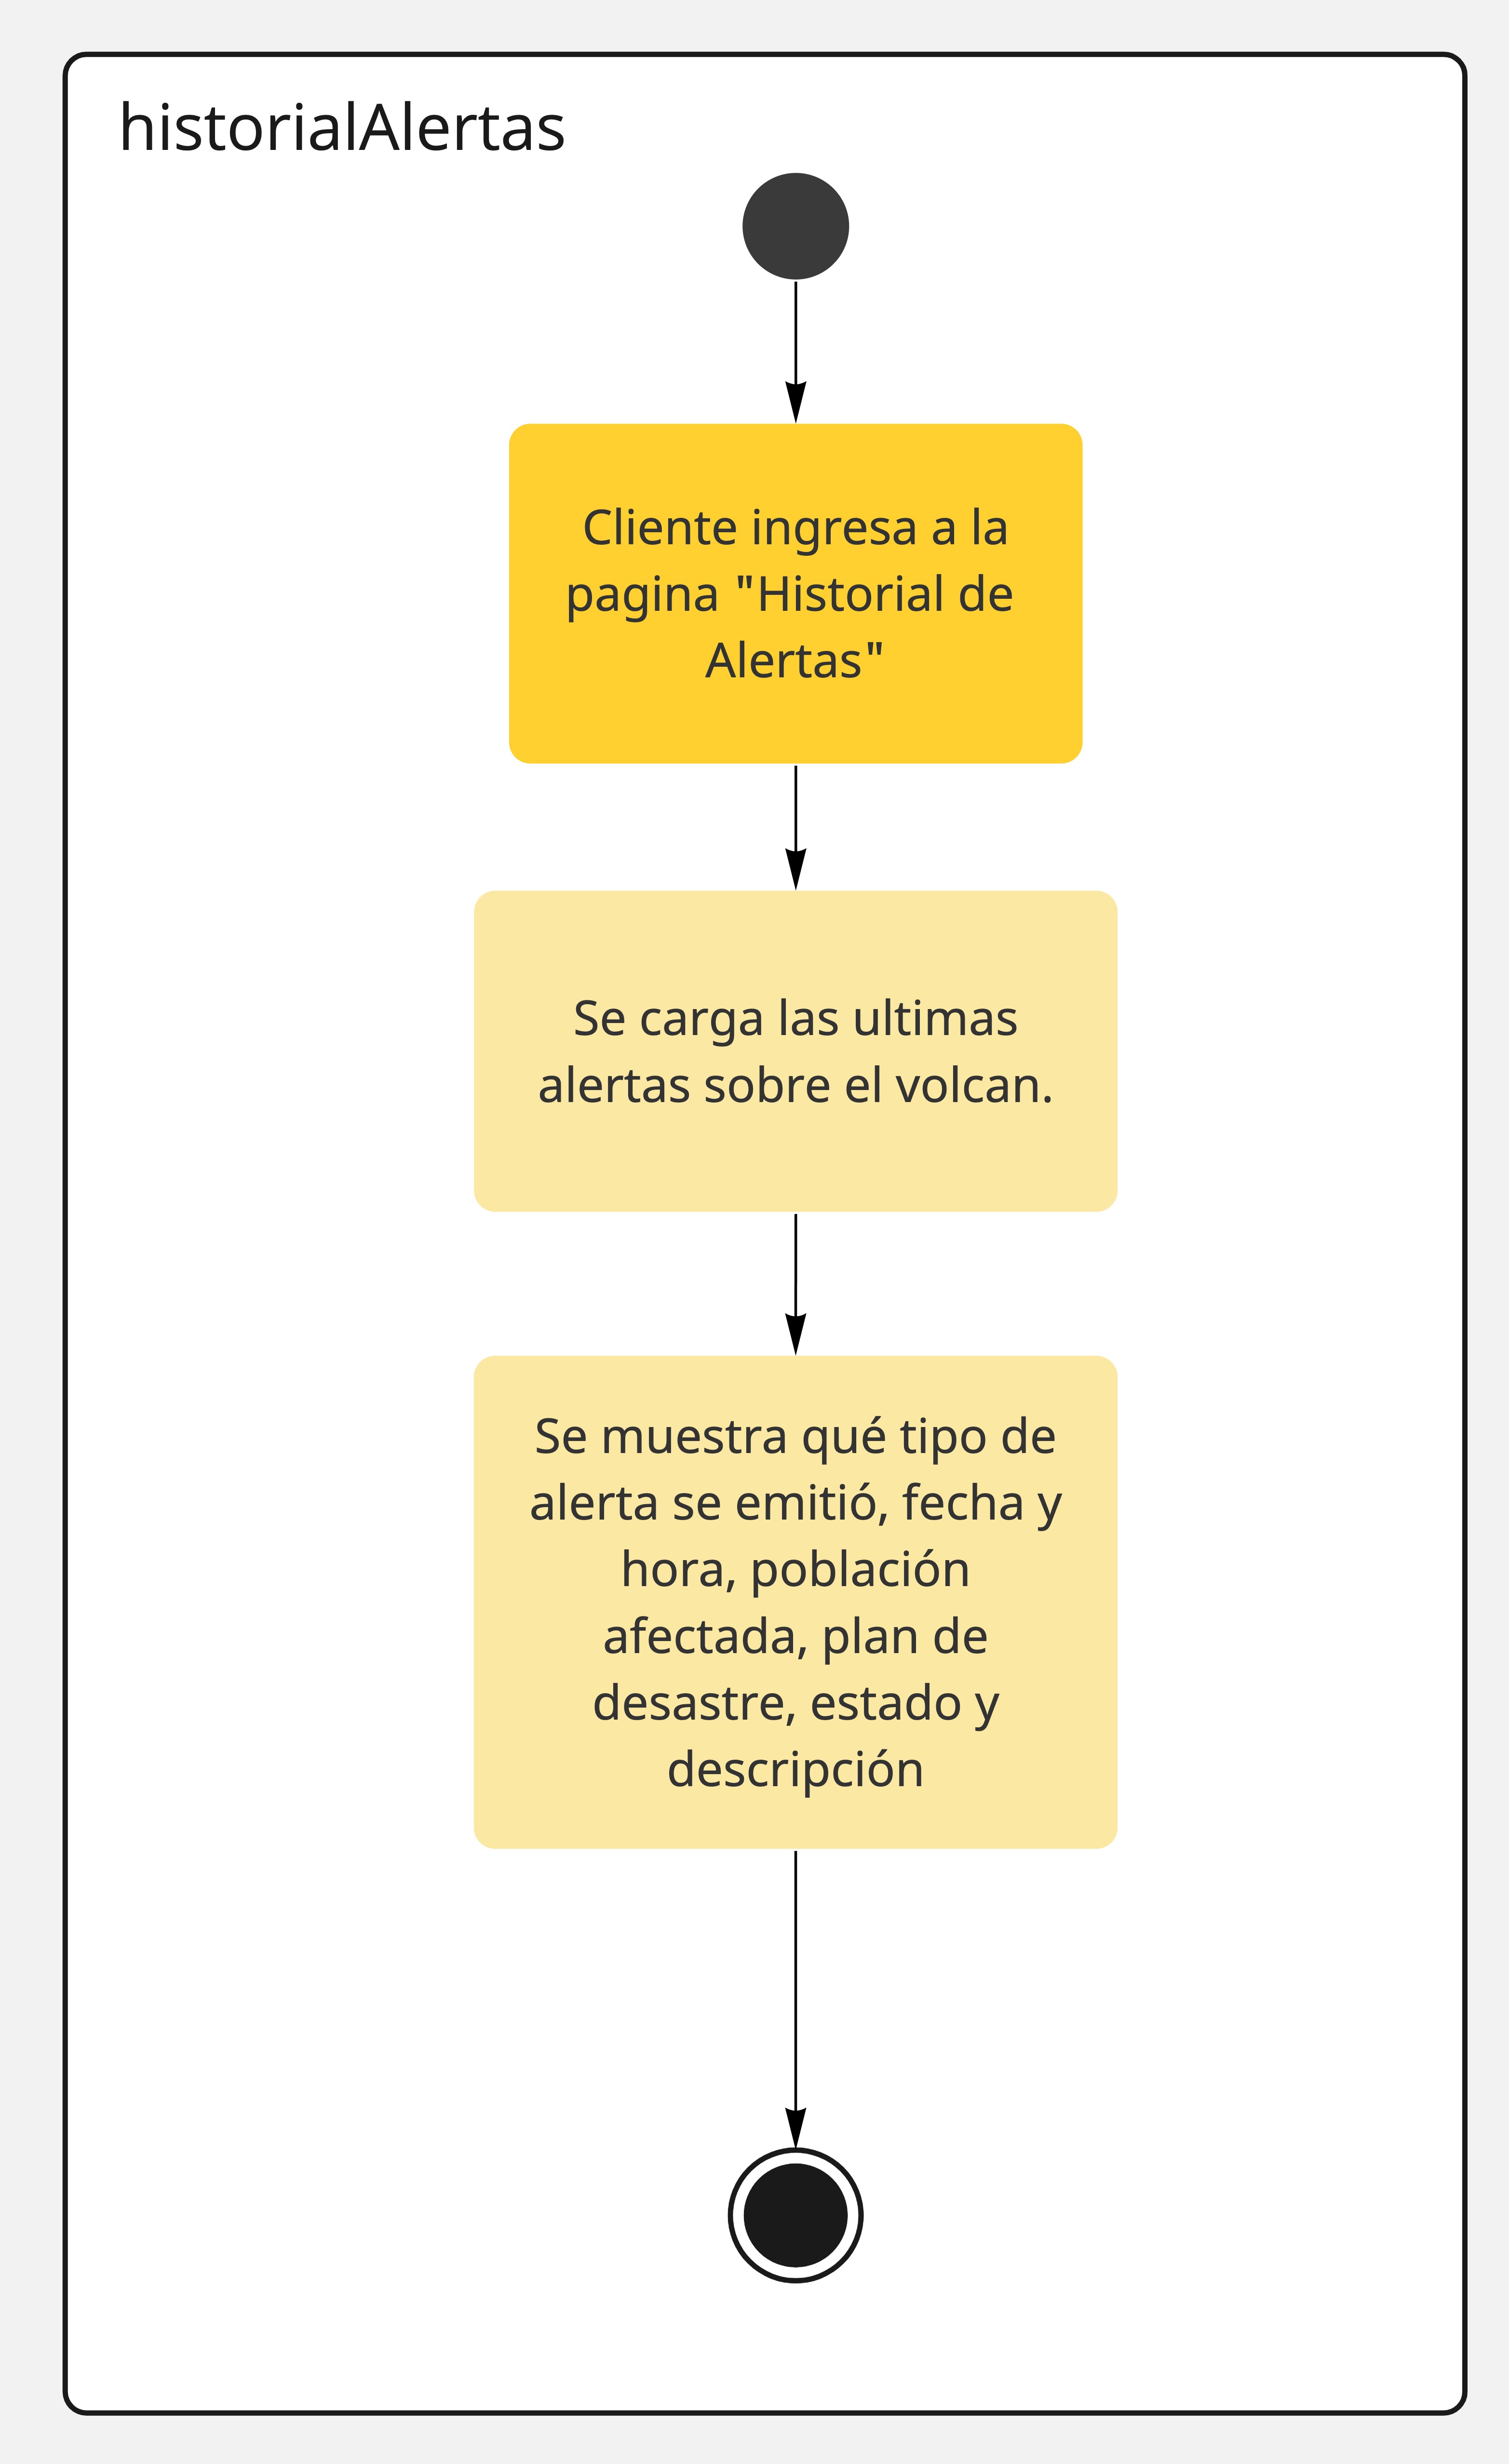 historialAlertas
Cliente ingresa a la
pagina "Historial de
Alertas"
Se carga las ultimas
alertas sobre el volcan.
Se muestra qué tipo de
alerta se emitió, fecha y
hora, población
afectada, plan de
desastre, estado y
descripción